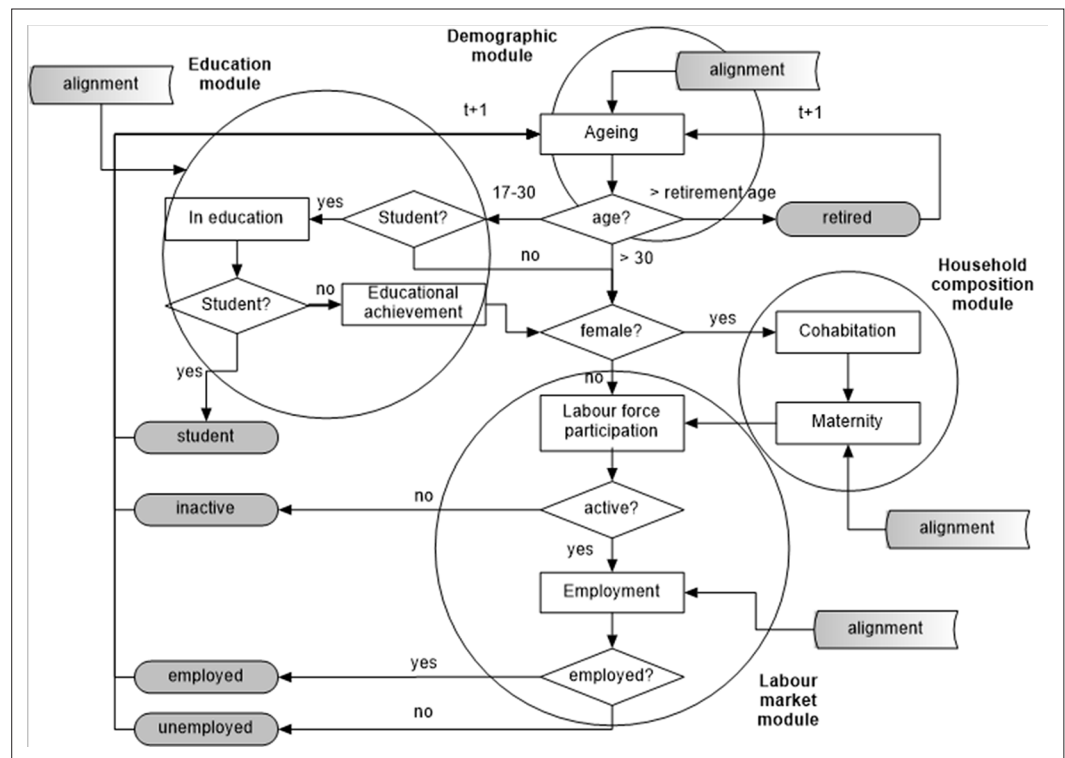 Demographic
module
Education
module
alignment
alignment
t+1
t+1
Ageing
17-30
> retirement age
yes
In education
Student?
age?
retired
no
> 30
Household
composition
module
Student?
no
Educational
achievement
female?
yes
Cohabitation
yes
no
Labour force
participation
Maternity
student
inactive
no
active?
alignment
yes
Employment
alignment
employed
yes
employed?
Labour
market
module
unemployed
no